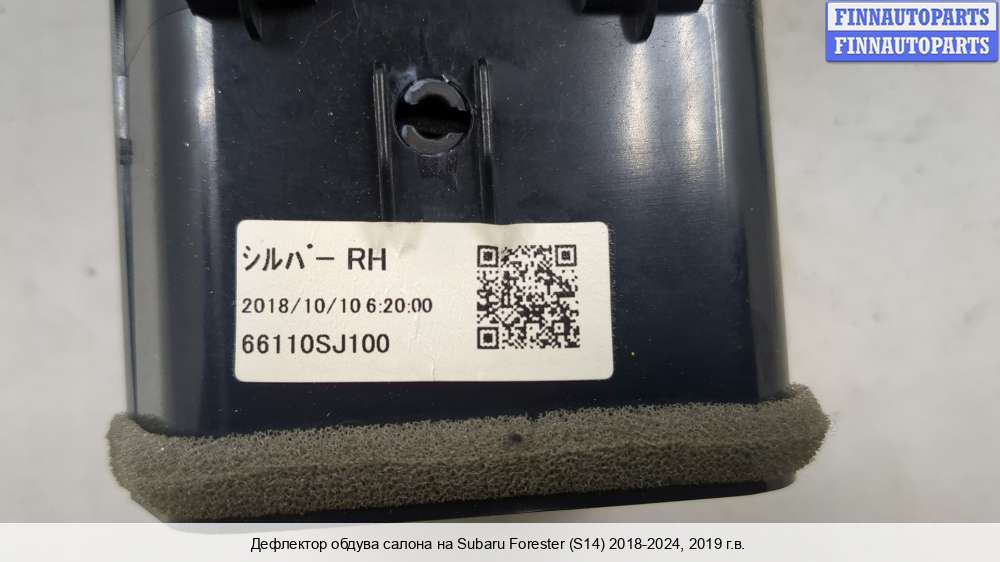 FINNAUTOPARTS
FINNAUTOPARTS
ｼﾙﾊﾞｰ RH
2018/10/10 6:20:00
66110SJ100
Дефлектор обдува салона на Subaru Forester (S14) 2018-2024, 2019 г.в.